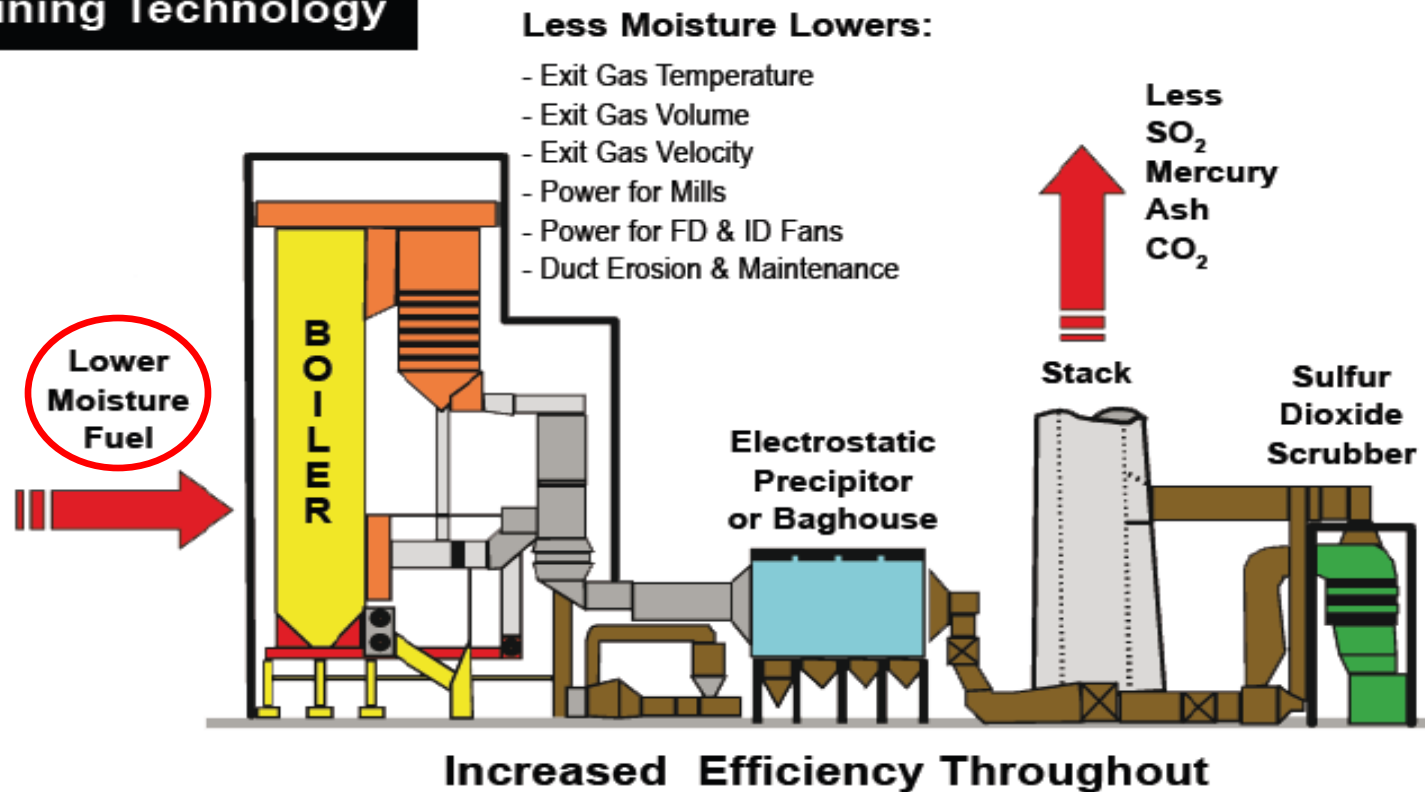 ining Technology
Less Moisture Lowers:
- Exit Gas Temperature
- Exit Gas Volume
- Exit Gas Velocity
- Power for Mills
- Power for FD & ID Fans
- Duct Erosion & Maintenance
Less
SO₂
Mercury
Ash
CO₂
Lower
Moisture
Fuel
BOILER
Electrostatic
Precipitor
or Baghouse
Stack
Sulfur
Dioxide
Scrubber
Increased Efficiency Throughout